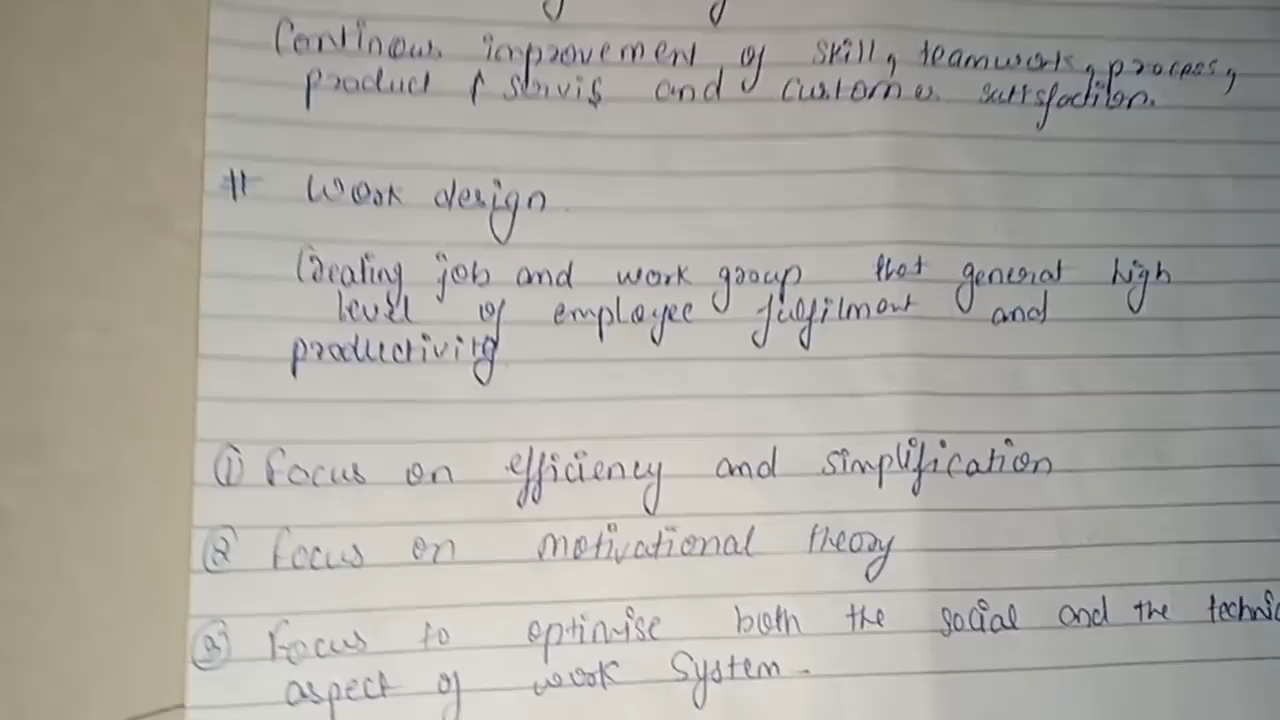 Continous improvement of skill, teamwork, process,
product & servis and custome. satisfaction.
# Work design
Creating job and work group that general high
level of employee fulfilment and
productivity
① Focus on efficiency and simplification
② Focus on motivational theory
③ Focus to optimise both the social and the technic
aspect of work system.